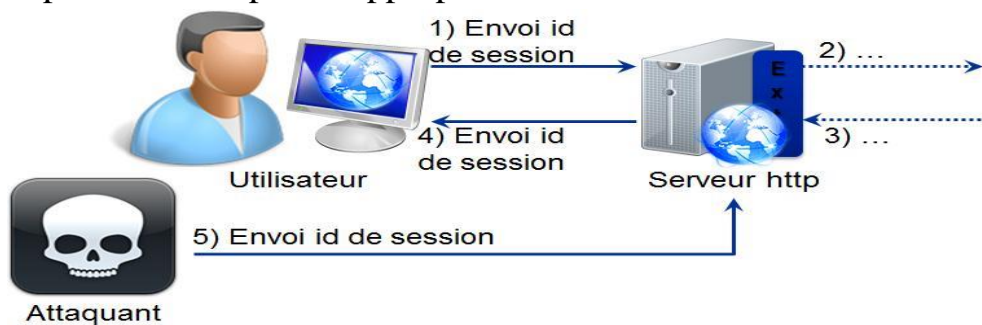 1) Envoi id
de session
2) ...
E
x
4) Envoi id
de session
3) ...
Utilisateur
Serveur http
5) Envoi id de session
Attaquant